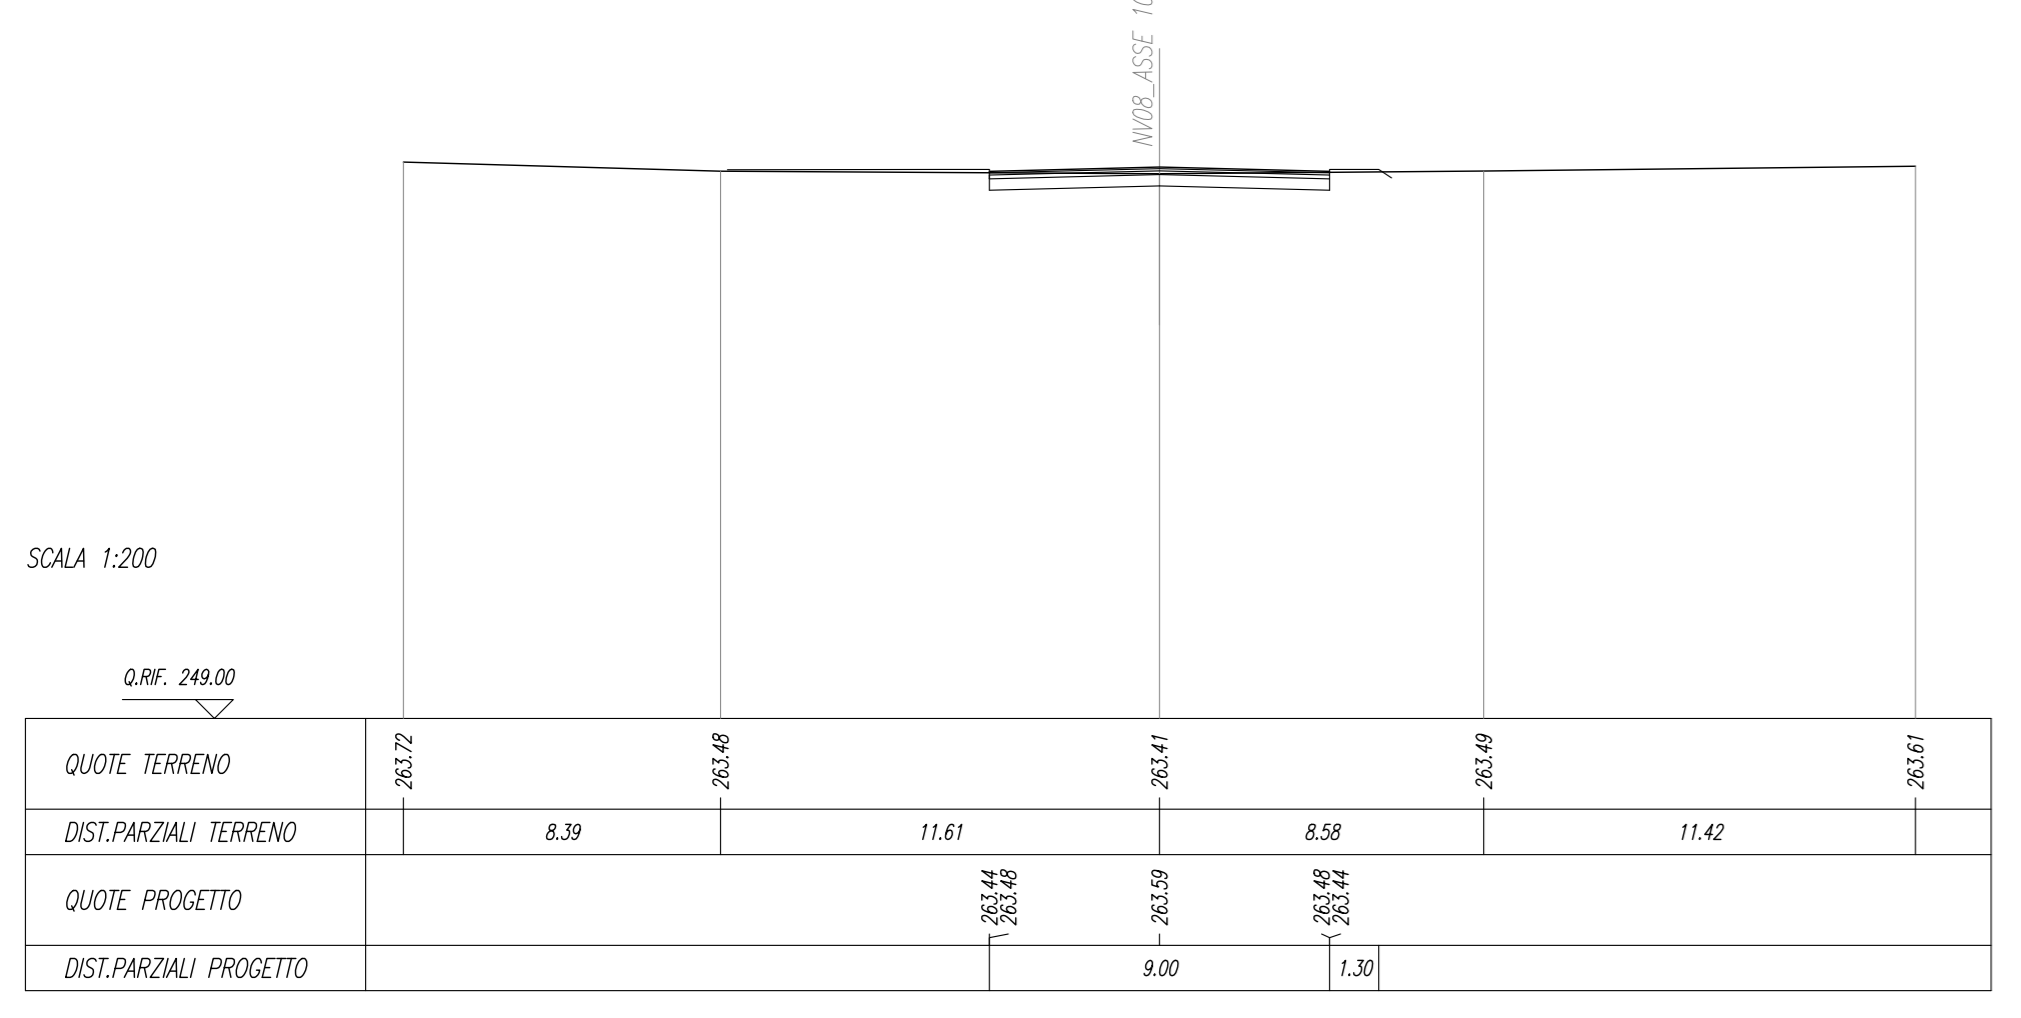 NV08_ASSE 10
SCALA 1:200
Q.RIF. 249.00
QUOTE TERRENO 263.72 263.48 263.41 263.49 263.61
DIST.PARZIALI TERRENO 8.39 11.61 8.58 11.42
QUOTE PROGETTO 263.44 263.48 263.59 263.48 263.44
DIST.PARZIALI PROGETTO 9.00 1.30